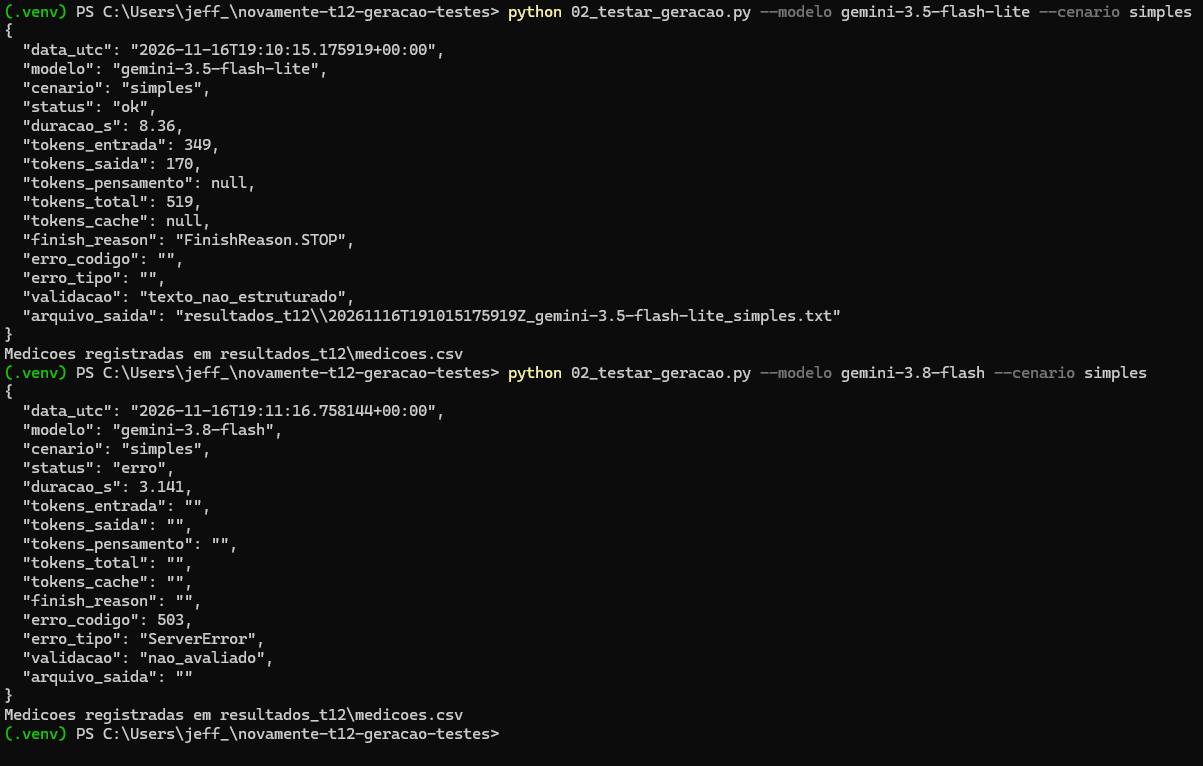 (.venv) PS C:\Users\jeff_\novamente-t12-geracao-testes> python 02_testar_geracao.py --modelo gemini-3.5-flash-lite --cenario simples
{
  "data_utc": "2026-11-16T19:10:15.175919+00:00",
  "modelo": "gemini-3.5-flash-lite",
  "cenario": "simples",
  "status": "ok",
  "duracao_s": 8.36,
  "tokens_entrada": 349,
  "tokens_saida": 170,
  "tokens_pensamento": null,
  "tokens_total": 519,
  "tokens_cache": null,
  "finish_reason": "FinishReason.STOP",
  "erro_codigo": "",
  "erro_tipo": "",
  "validacao": "texto_nao_estruturado",
  "arquivo_saida": "resultados_t12\\20261116T191015175919Z_gemini-3.5-flash-lite_simples.txt"
}
Medicoes registradas em resultados_t12\medicoes.csv
(.venv) PS C:\Users\jeff_\novamente-t12-geracao-testes> python 02_testar_geracao.py --modelo gemini-3.8-flash --cenario simples
{
  "data_utc": "2026-11-16T19:11:16.758144+00:00",
  "modelo": "gemini-3.8-flash",
  "cenario": "simples",
  "status": "erro",
  "duracao_s": 3.141,
  "tokens_entrada": "",
  "tokens_saida": "",
  "tokens_pensamento": "",
  "tokens_total": "",
  "tokens_cache": "",
  "finish_reason": "",
  "erro_codigo": 503,
  "erro_tipo": "ServerError",
  "validacao": "nao_avaliado",
  "arquivo_saida": ""
}
Medicoes registradas em resultados_t12\medicoes.csv
(.venv) PS C:\Users\jeff_\novamente-t12-geracao-testes>